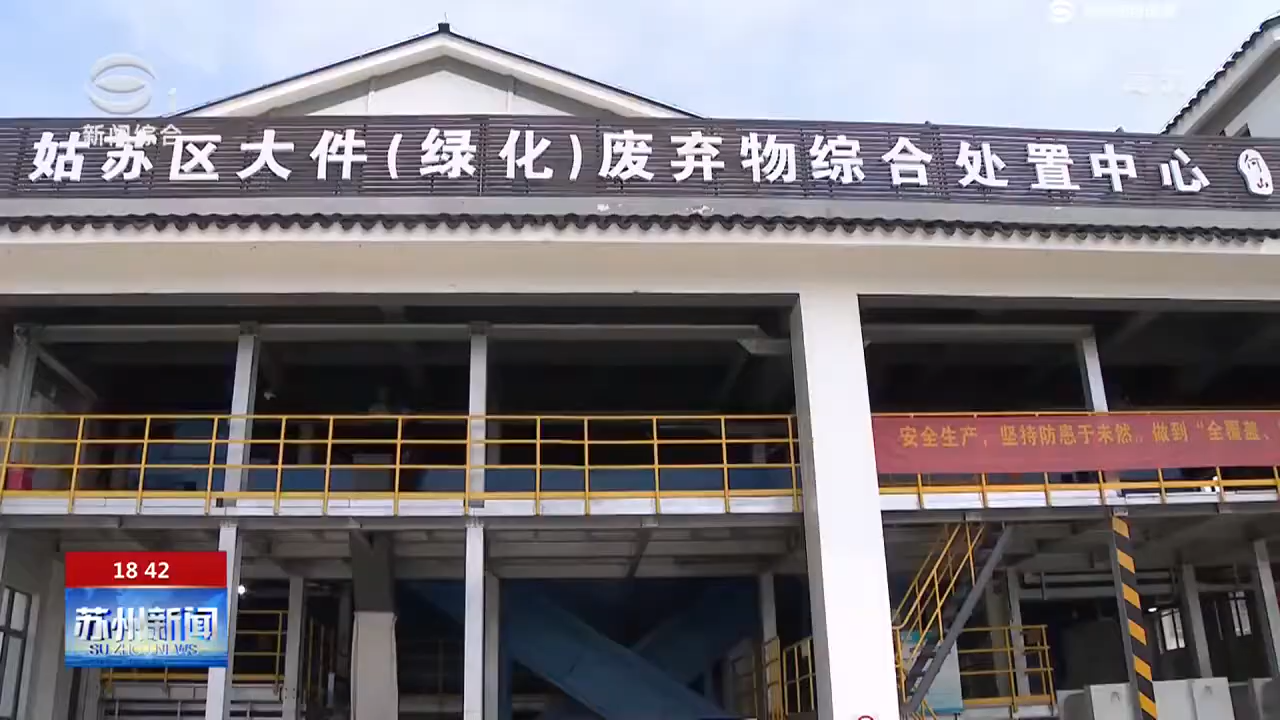 新闻综合
姑苏区大件(绿化)废弃物综合处置中心
安全生产,坚持防患于未然,做到“全覆盖、
18 42
苏州新闻
SUZHOU NEWS